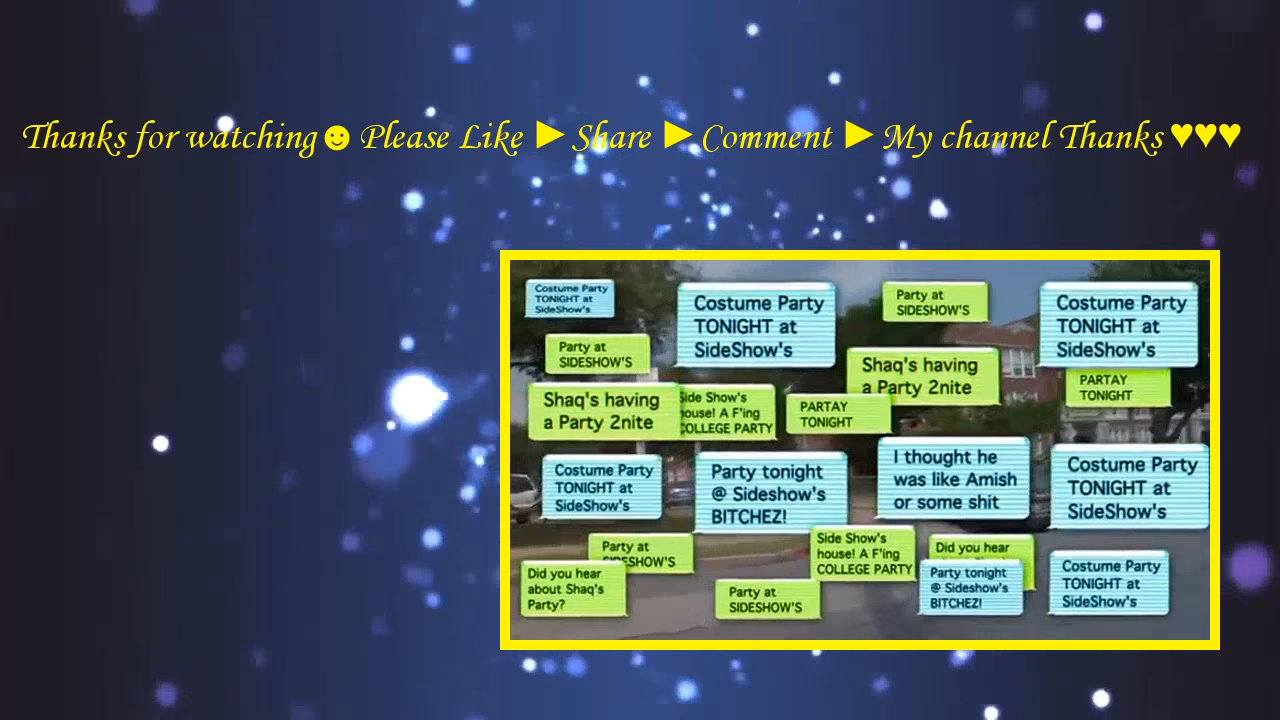 Thanks for watching☻Please Like ►Share ►Comment ►My channel Thanks♥♥♥
Costume Party
TONIGHT at
SideShow's
Costume Party
TONIGHT at
SideShow's
Party at
SIDESHOW'S
Costume Party
TONIGHT at
SideShow's
Party at
SIDESHOW'S
Shaq's having
a Party 2nite
PARTAY
TONIGHT
Shaq's having
a Party 2nite
Side Show's
house! A F'ing
COLLEGE PARTY
PARTAY
TONIGHT
Costume Party
TONIGHT at
SideShow's
Party tonight
@ Sideshow's
BITCHEZ!
I thought he
was like Amish
or some shit
Costume Party
TONIGHT at
SideShow's
Party at
SIDESHOW'S
Side Show's
house! A F'ing
COLLEGE PARTY
Did you hear
Did you hear
about Shaq's
Party?
Party at
SIDESHOW'S
Party tonight
@ Sideshow's
BITCHEZ!
Costume Party
TONIGHT at
SideShow's